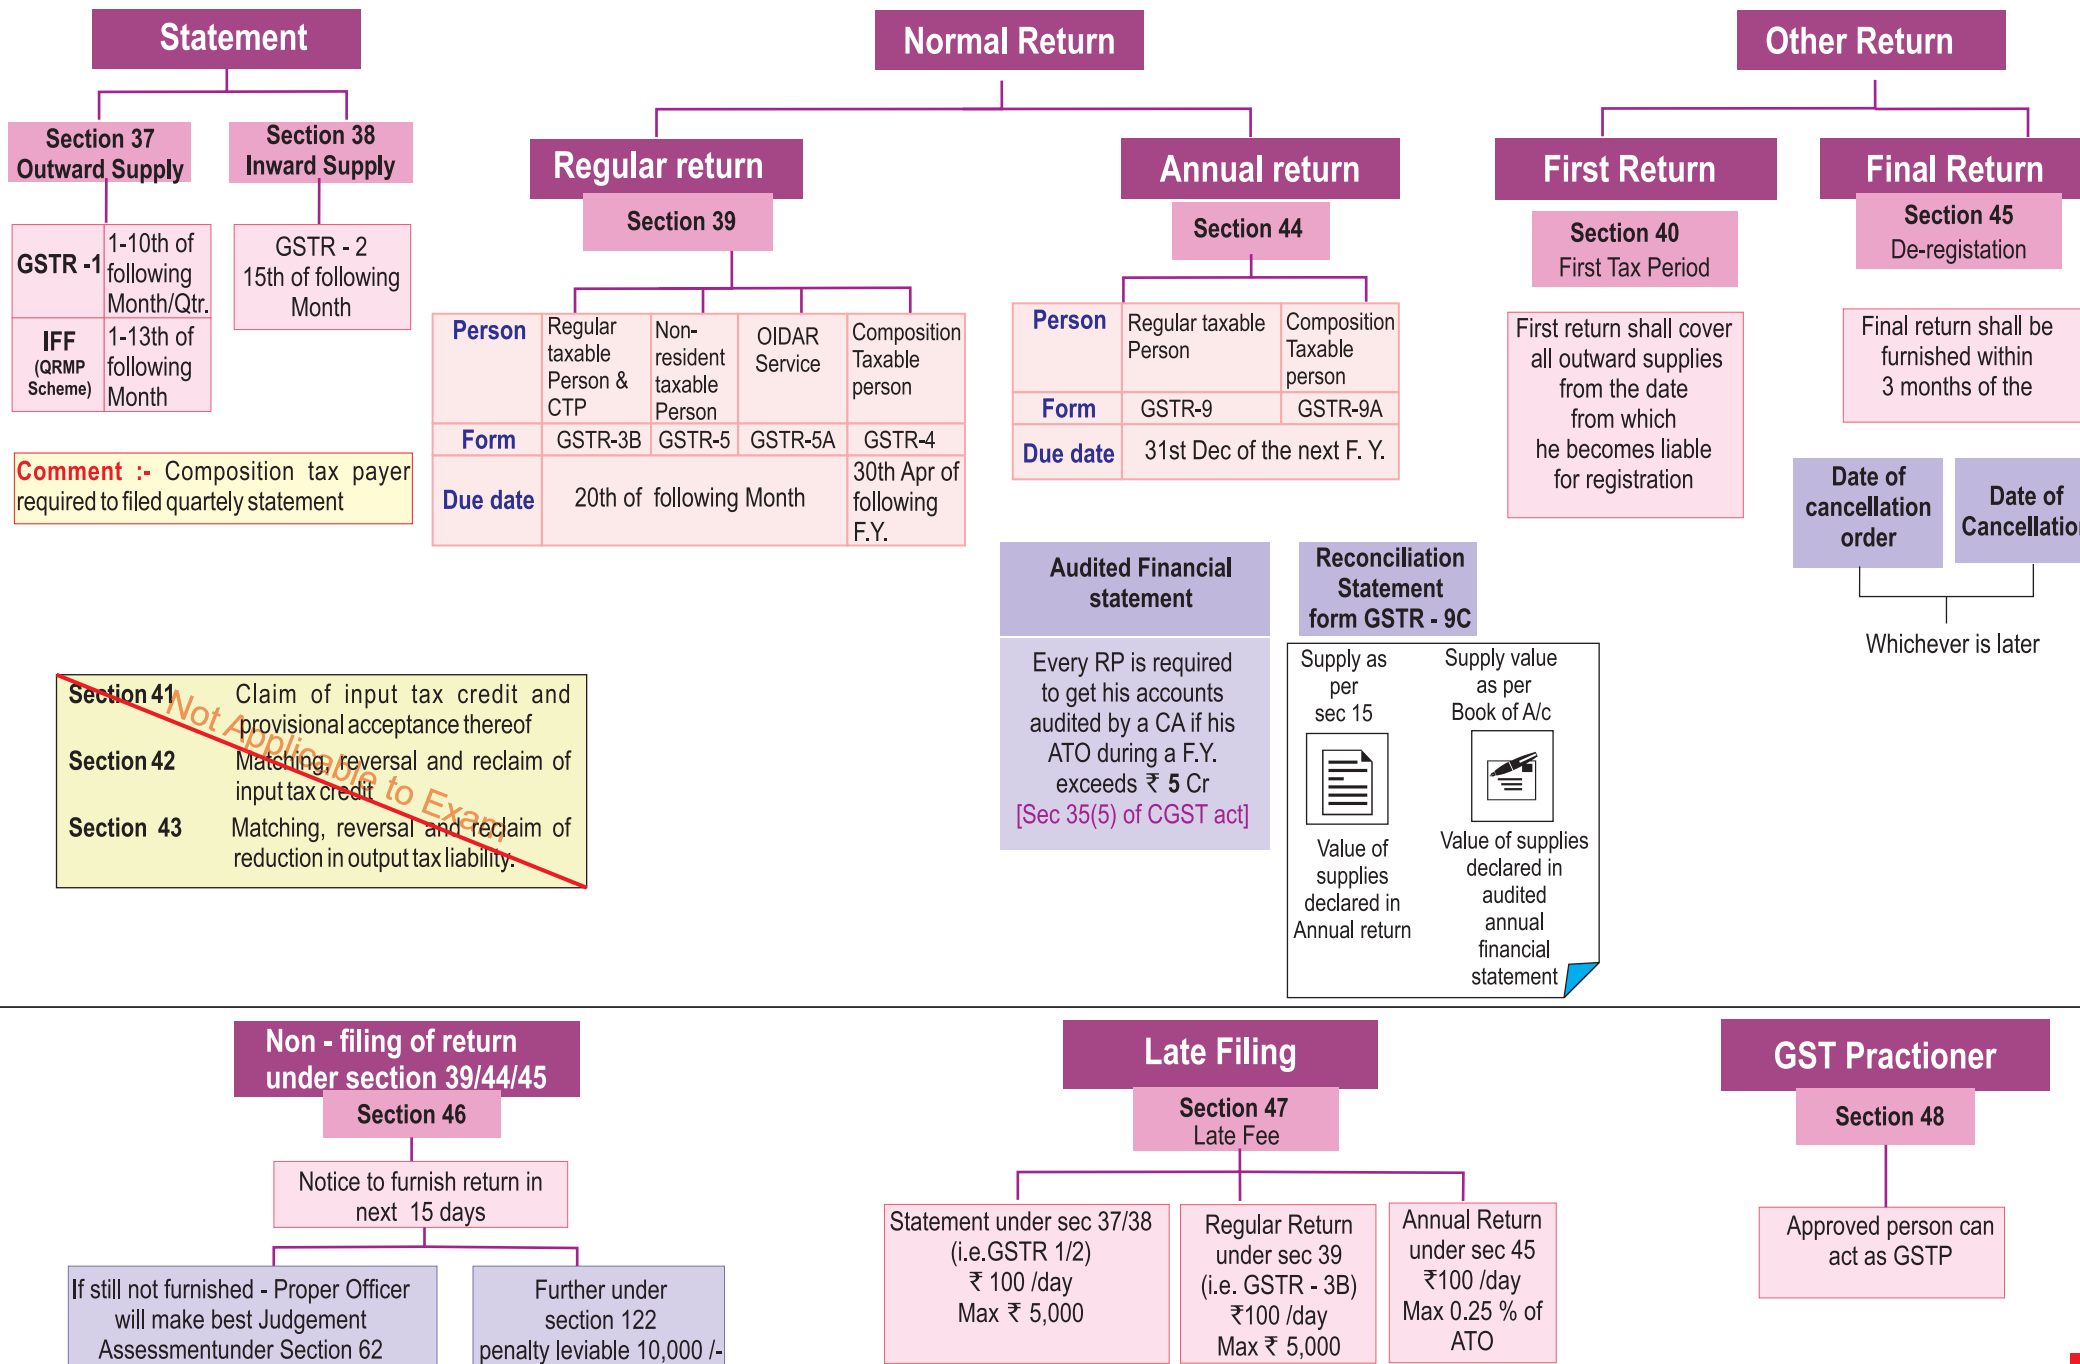 Statement
Section 37
Outward Supply
Section 38
Inward Supply
GSTR -1
1-10th of
following
Month/Qtr.
IFF
(QRMP
Scheme)
1-13th of
following
Month
GSTR - 2
15th of following
Month
Comment :- Composition tax payer
required to filed quartely statement
Normal Return
Regular return
Section 39
Person
Regular
taxable
Person &
CTP
Non-
resident
taxable
Person
OIDAR
Service
Composition
Taxable
person
Form
GSTR-3B
GSTR-5
GSTR-5A
GSTR-4
Due date
20th of following Month
30th Apr of
following
F.Y.
Annual return
Section 44
Person
Regular taxable
Person
Composition
Taxable
person
Form
GSTR-9
GSTR-9A
Due date
31st Dec of the next F. Y.
Audited Financial
statement
Every RP is required
to get his accounts
audited by a CA if his
ATO during a F.Y.
exceeds ₹ 5 Cr
[Sec 35(5) of CGST act]
Reconciliation
Statement
form GSTR - 9C
Supply as
per
sec 15
Value of
supplies
declared in
Annual return
Supply value
as per
Book of A/c
Value of supplies
declared in
audited
annual
financial
statement
Other Return
First Return
Section 40
First Tax Period
First return shall cover
all outward supplies
from the date
from which
he becomes liable
for registration
Final Return
Section 45
De-registation
Final return shall be
furnished within
3 months of the
Date of
cancellation
order
Date of
Cancellation
Whichever is later
Section 41 Claim of input tax credit and
provisional acceptance thereof
Section 42 Matching, reversal and reclaim of
input tax credit
Section 43 Matching, reversal and reclaim of
reduction in output tax liability.
Not Applicable to Exam
Non - filing of return
under section 39/44/45
Section 46
Notice to furnish return in
next 15 days
If still not furnished - Proper Officer
will make best Judgement
Assessmentunder Section 62
Further under
section 122
penalty leviable 10,000 /-
Late Filing
Section 47
Late Fee
Statement under sec 37/38
(i.e.GSTR 1/2)
₹ 100 /day
Max ₹ 5,000
Regular Return
under sec 39
(i.e. GSTR - 3B)
₹100 /day
Max ₹ 5,000
Annual Return
under sec 45
₹100 /day
Max 0.25 % of
ATO
GST Practioner
Section 48
Approved person can
act as GSTP